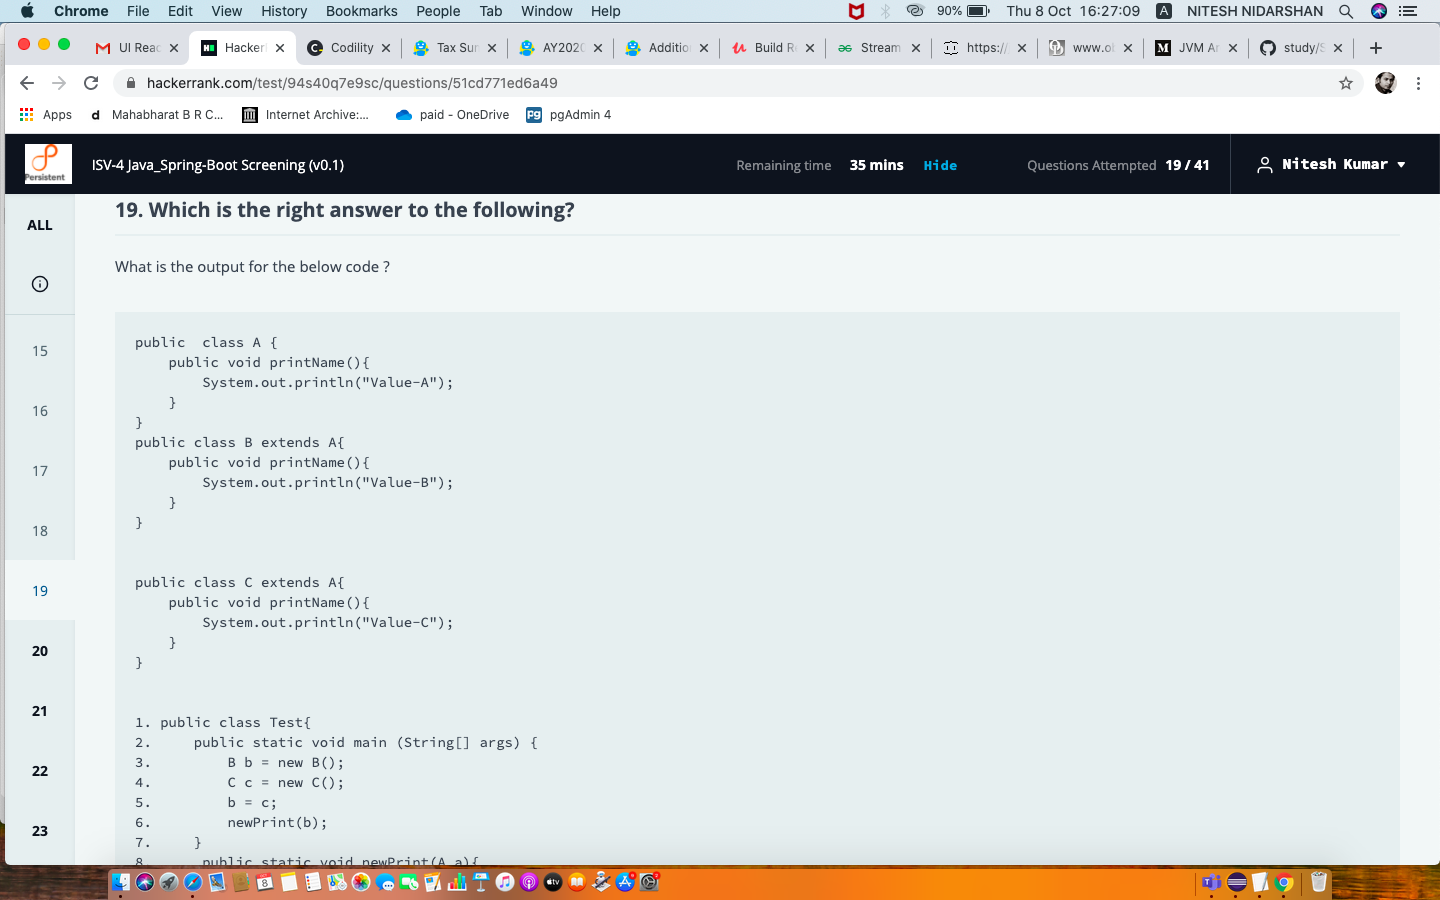 Chrome File Edit View History Bookmarks People Tab Window Help 90% Thu 8 Oct 16:27:09 A NITESH NIDARSHAN
UI Reac Hacker Codility Tax Sur AY202 Additio Build R Stream https:// www.ol JVM Ar study/S
hackerrank.com/test/94s40q7e9sc/questions/51cd771ed6a49
Apps Mahabharat B R C... Internet Archive:... paid - OneDrive pgAdmin 4
Persistent
ISV-4 Java_Spring-Boot Screening (v0.1) Remaining time 35 mins Hide Questions Attempted 19 / 41 Nitesh Kumar
ALL
15
16
17
18
19
20
21
22
23
19. Which is the right answer to the following?
What is the output for the below code ?
public  class A {
    public void printName(){
        System.out.println("Value-A");
    }
}
public class B extends A{
    public void printName(){
        System.out.println("Value-B");
    }
}
public class C extends A{
    public void printName(){
        System.out.println("Value-C");
    }
}
1. public class Test{
2.     public static void main (String[] args) {
3.         B b = new B();
4.         C c = new C();
5.         b = c;
6.         newPrint(b);
7.     }
8.      public static void newPrint(A a){